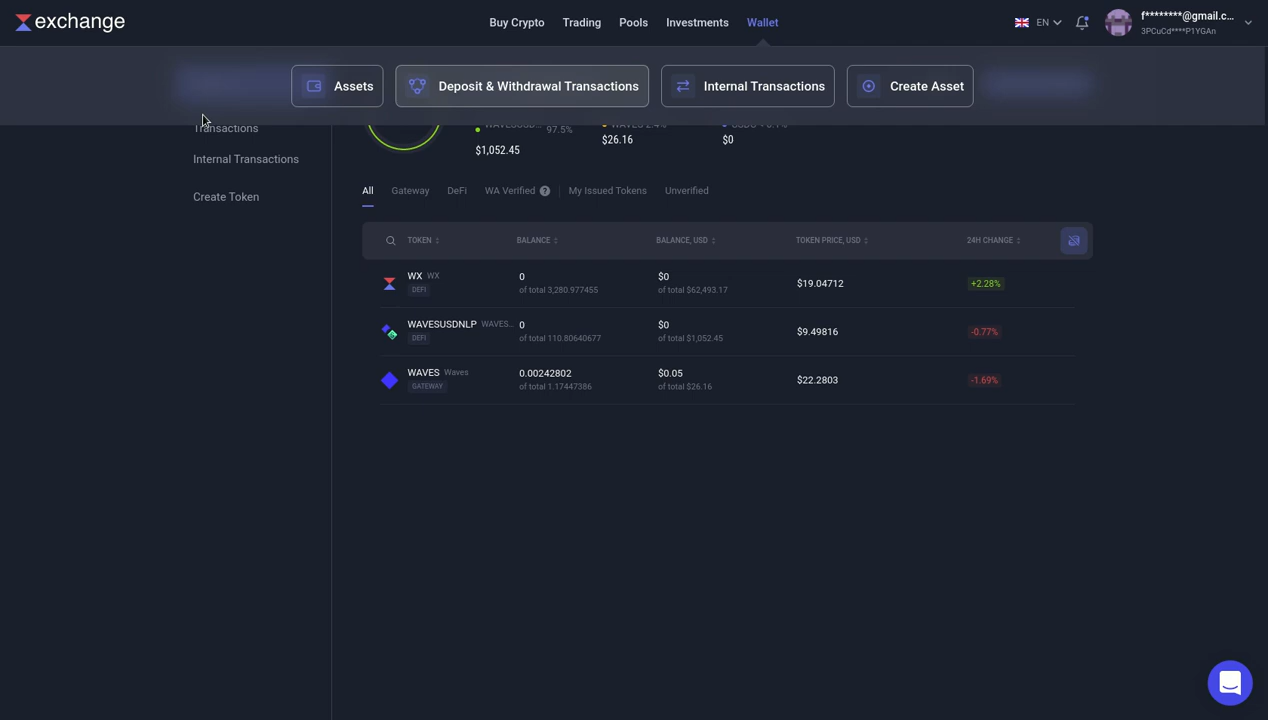 exchange
Buy Crypto Trading Pools Investments Wallet
EN
f********@gmail.c...
3PCuCd****P1YGAn
Assets
Deposit & Withdrawal Transactions
Internal Transactions
Create Asset
Transactions
Internal Transactions
Create Token
97.5%
$1,052.45
$26.16
$0
All Gateway DeFi WA Verified ? My Issued Tokens Unverified
TOKEN BALANCE BALANCE, USD TOKEN PRICE, USD 24H CHANGE
WX WX 0 $0 $19.04712 +2.28%
DEFI of total 3,280.977455 of total $62,493.17
WAVESUSDNLP WAVES... 0 $0 $9.49816 -0.77%
DEFI of total 110.80640677 of total $1,052.45
WAVES Waves 0.00242802 $0.05 $22.2803 -1.69%
GATEWAY of total 1.17447386 of total $26.16